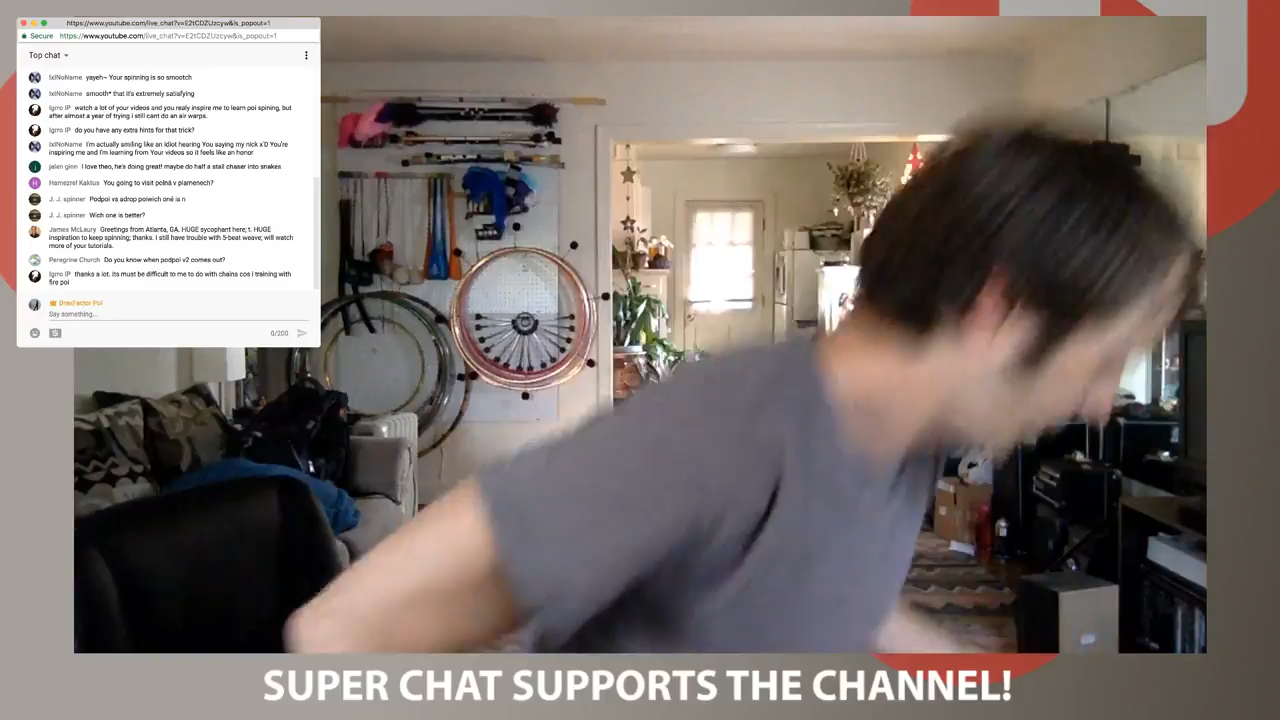 https://www.youtube.com/live_chat?v=E2tCDZUzcyw&is_popout=1
Secure https://www.youtube.com/live_chat?v=E2tCDZUzcyw&is_popout=1
Top chat
IxINoName yayeh~ Your spinning is so smootch
IxINoName smooth* that it's extremely satisfying
Igrro IP watch a lot of your videos and you realy inspire me to learn poi spining, but
after almost a year of trying i still cant do an air warps.
Igrro IP do you have any extra hints for that trick?
IxINoName I'm actually smiling like an idiot hearing You saying my nick x'D You're
inspiring me and I'm learning from Your videos so it feels like an honor
jalen ginn I love theo, he's doing great! maybe do half a stall chaser into snakes
Hamezrel Kaktus You going to visit polná v plamenech?
J. J. spinner Podpoi vs adrop poiwich one is n
J. J. spinner Wich one is better?
James McLaury Greetings from Atlanta, GA. HUGE sycophant here; t. HUGE
inspiration to keep spinning; thanks. I still have trouble with 5-beat weave; will watch
more of your tutorials.
Peregrine Church Do you know when podpoi v2 comes out?
Igrro IP thanks a lot. its must be difficult to me to do with chains cos i training with
fire poi
DrexFactor Poi
Say something...
0/200
SUPER CHAT SUPPORTS THE CHANNEL!